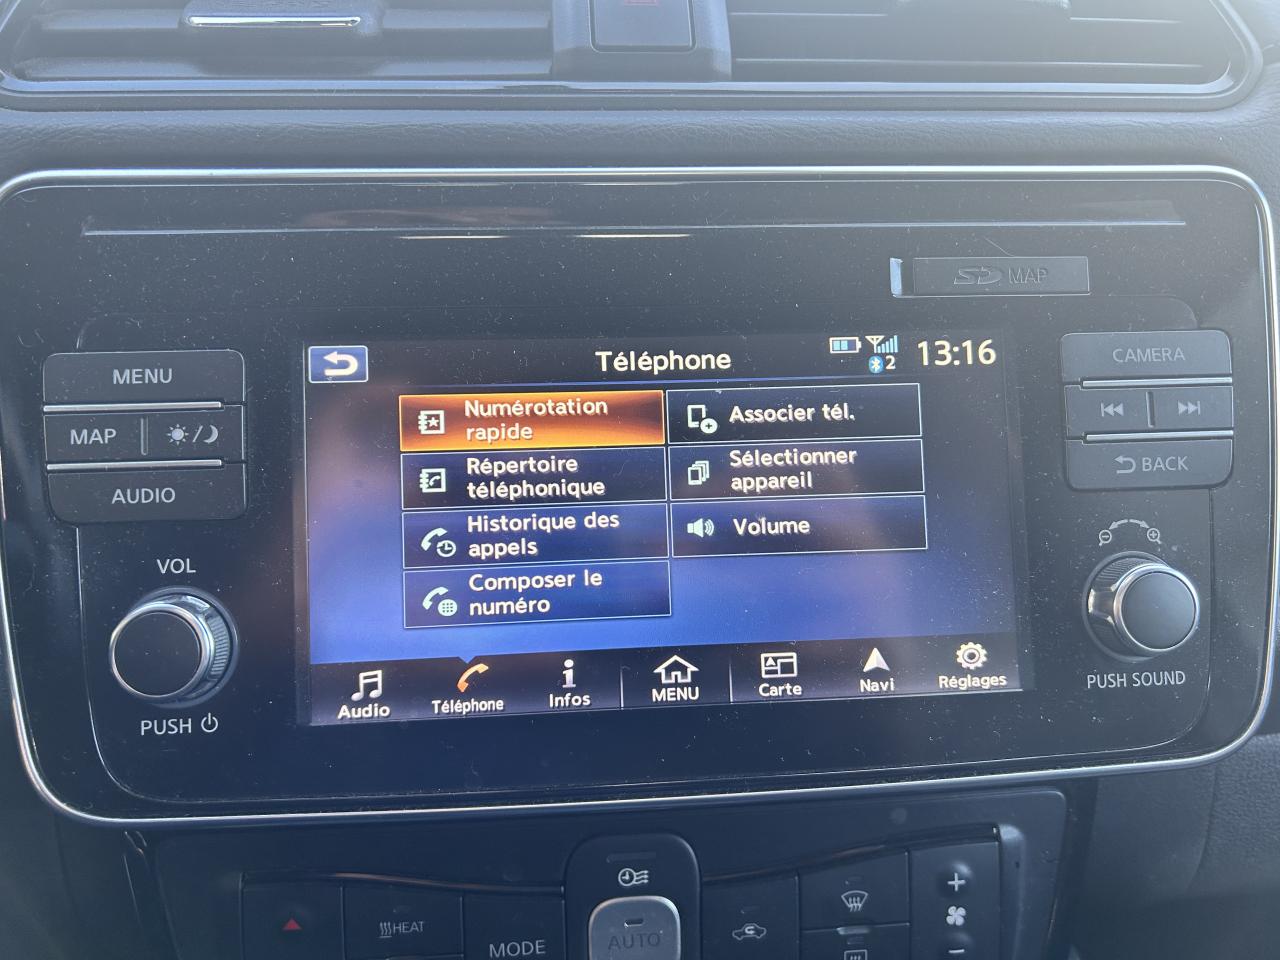 SD MAP
MENU
MAP
AUDIO
VOL
PUSH
Téléphone
2
13:16
Numérotation
rapide
Répertoire
téléphonique
Historique des
appels
Composer le
numéro
Associer tél.
Sélectionner
appareil
Volume
Audio
Téléphone
Infos
MENU
Carte
Navi
Réglages
CAMERA
BACK
PUSH SOUND
HEAT
MODE
AUTO
+
-